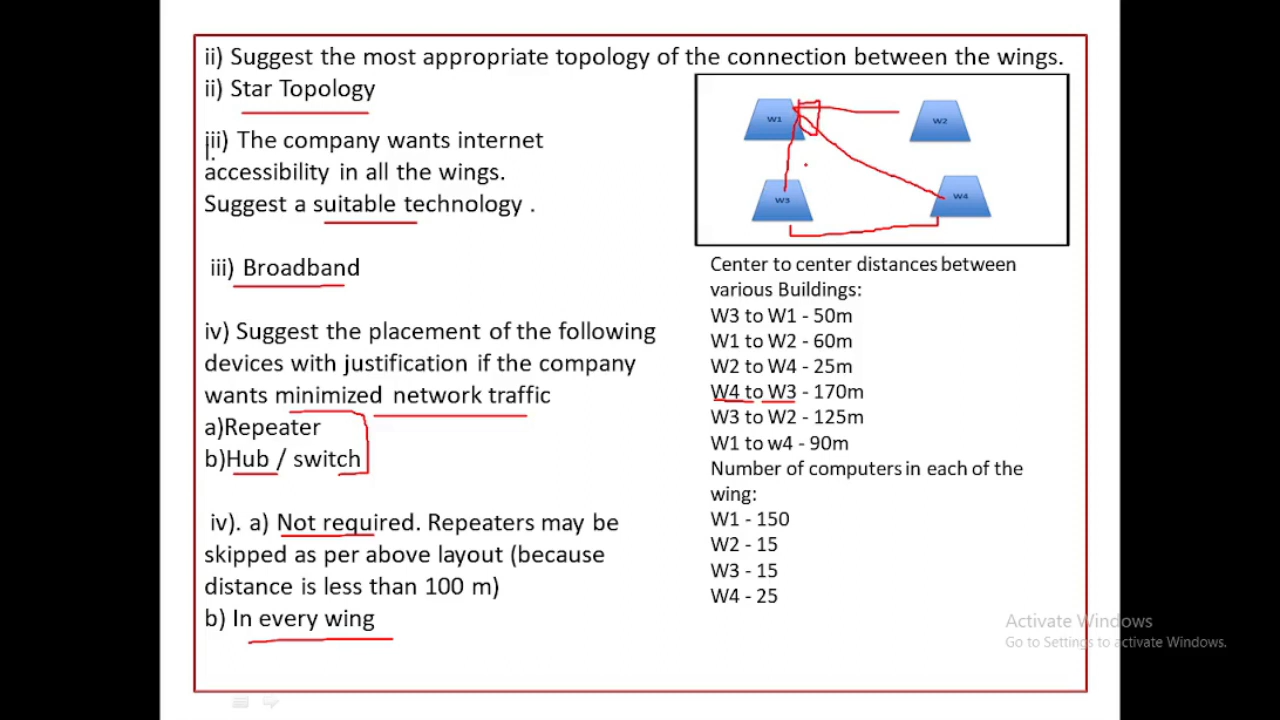 ii) Suggest the most appropriate topology of the connection between the wings.
ii) Star Topology
iii) The company wants internet
accessibility in all the wings.
Suggest a suitable technology .
iii) Broadband
iv) Suggest the placement of the following
devices with justification if the company
wants minimized network traffic
a)Repeater
b)Hub / switch
iv). a) Not required. Repeaters may be
skipped as per above layout (because
distance is less than 100 m)
b) In every wing
W1
W2
W3
W4
Center to center distances between
various Buildings:
W3 to W1 - 50m
W1 to W2 - 60m
W2 to W4 - 25m
W4 to W3 - 170m
W3 to W2 - 125m
W1 to w4 - 90m
Number of computers in each of the
wing:
W1 - 150
W2 - 15
W3 - 15
W4 - 25
Activate Windows
Go to Settings to activate Windows.